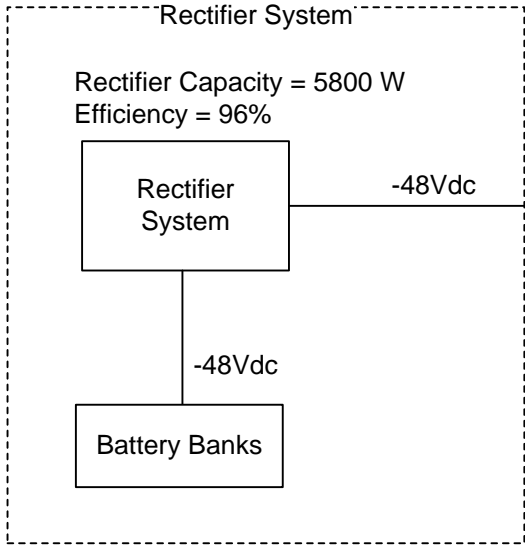 Rectifier System
Rectifier Capacity = 5800 W
Efficiency = 96%
Rectifier
System
-48Vdc
-48Vdc
Battery Banks